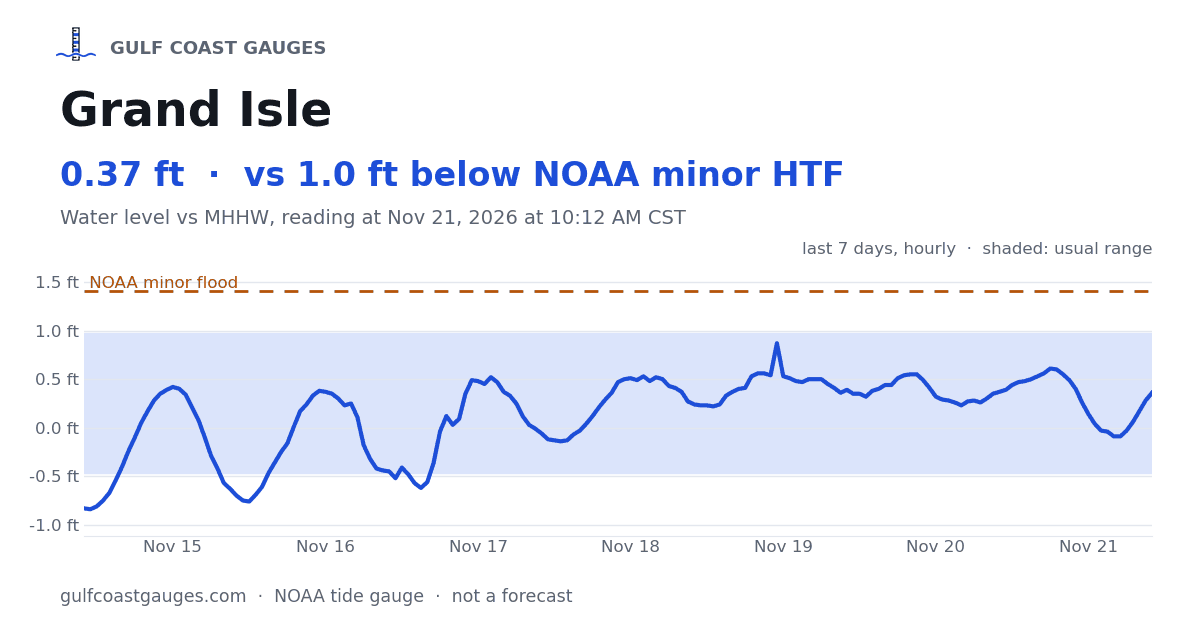 GULF COAST GAUGES
Grand Isle
0.37 ft · vs 1.0 ft below NOAA minor HTF
Water level vs MHHW, reading at Nov 21, 2026 at 10:12 AM CST
last 7 days, hourly · shaded: usual range
1.5 ft
NOAA minor flood
1.0 ft
0.5 ft
0.0 ft
-0.5 ft
-1.0 ft
Nov 15 Nov 16 Nov 17 Nov 18 Nov 19 Nov 20 Nov 21
gulfcoastgauges.com · NOAA tide gauge · not a forecast